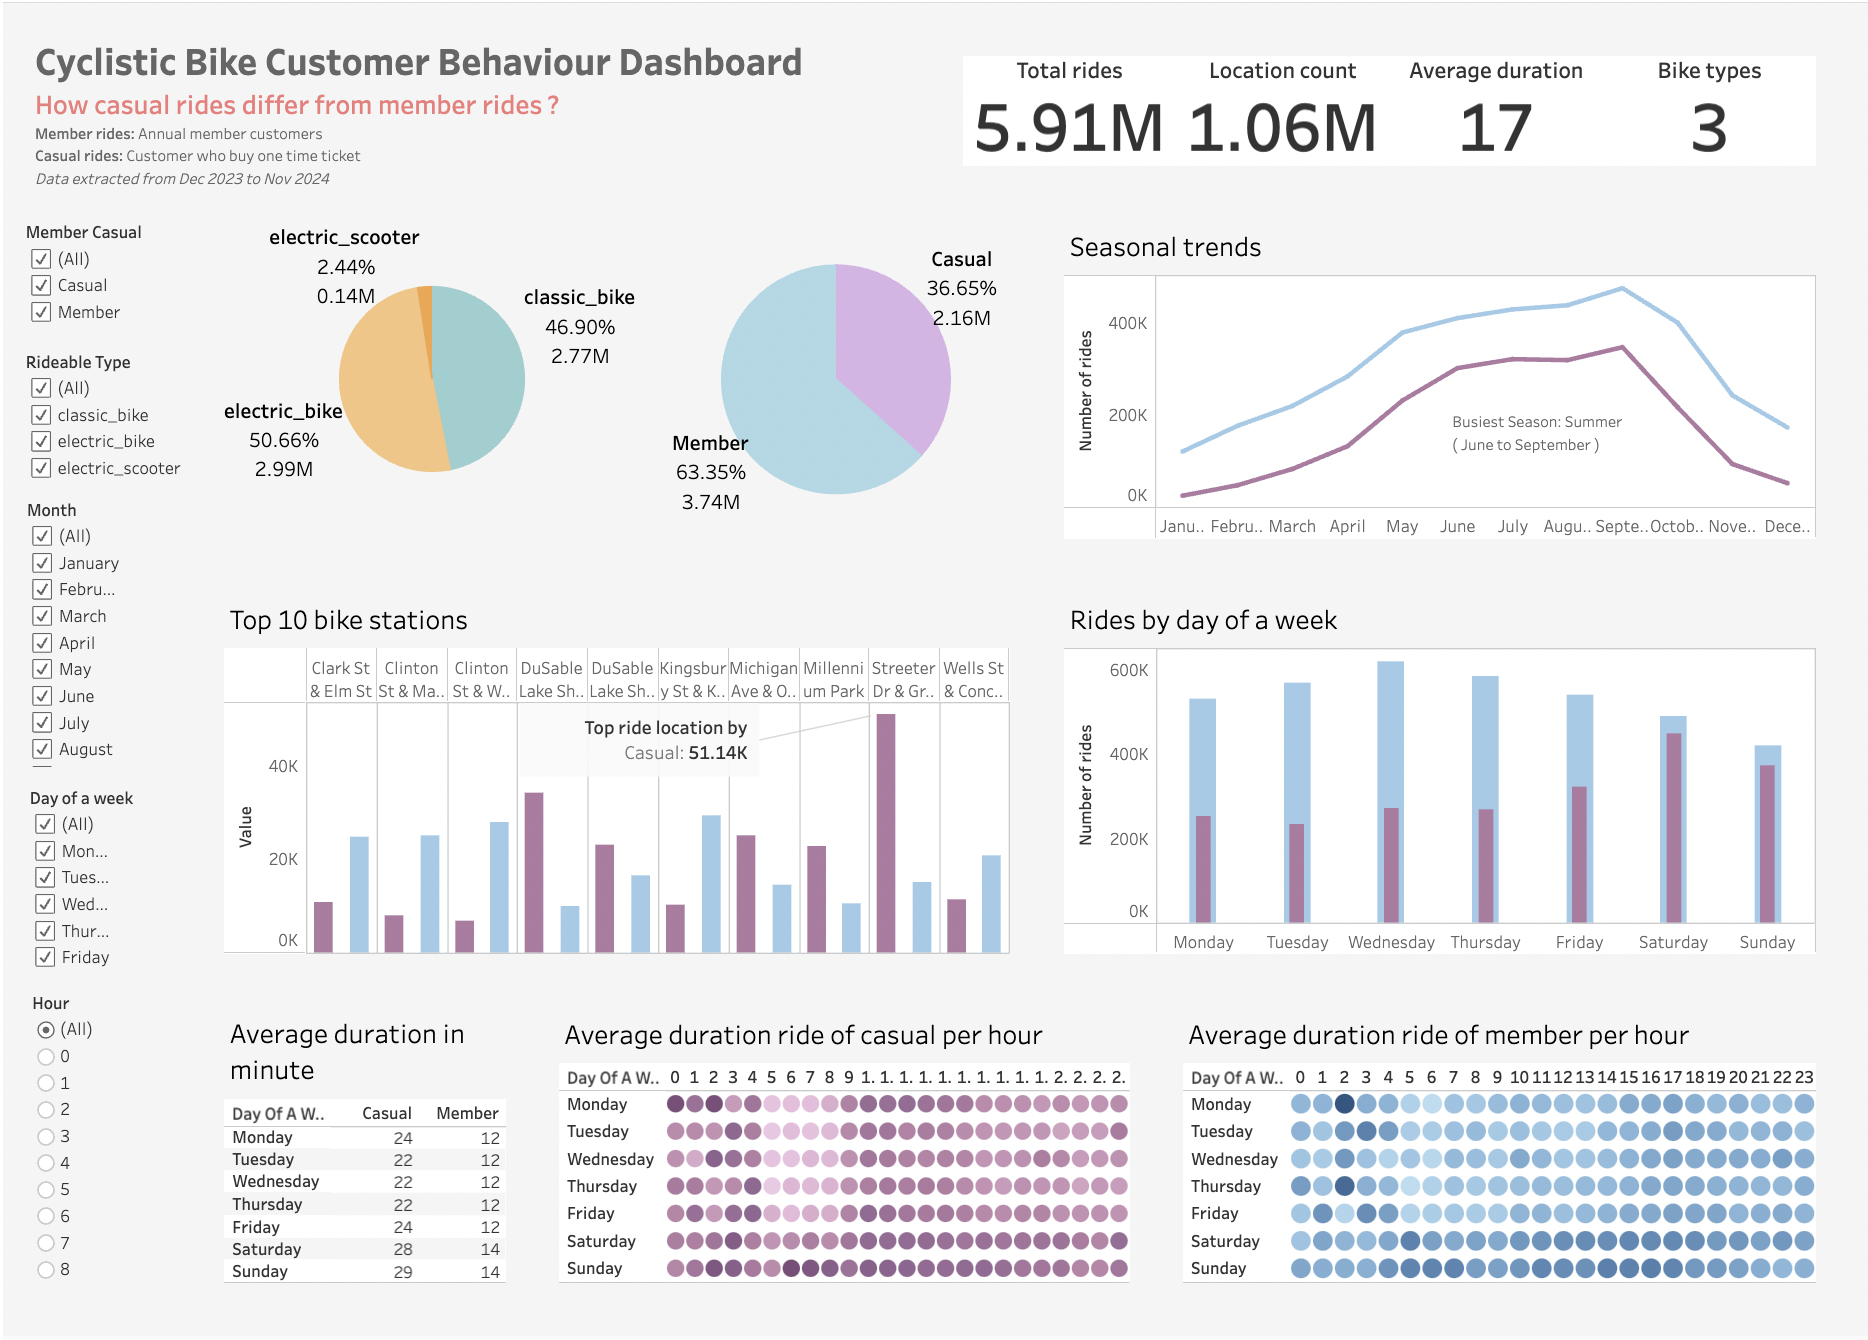 Cyclistic Bike Customer Behaviour Dashboard
How casual rides differ from member rides ?
Member rides: Annual member customers
Casual rides: Customer who buy one time ticket
Data extracted from Dec 2023 to Nov 2024
Total rides Location count Average duration Bike types
5.91M 1.06M 17 3
Member Casual
(All)
Casual
Member
Rideable Type
(All)
classic_bike
electric_bike
electric_scooter
Month
(All)
January
Febru...
March
April
May
June
July
August
Day of a week
(All)
Mon...
Tues...
Wed...
Thur...
Friday
Hour
(All)
0
1
2
3
4
5
6
7
8
electric_scooter
2.44%
0.14M
classic_bike
46.90%
2.77M
electric_bike
50.66%
2.99M
Casual
36.65%
2.16M
Member
63.35%
3.74M
Seasonal trends
Number of rides
400K
200K
0K
Busiest Season: Summer
( June to September )
Janu.. Febru.. March April May June July Augu.. Septe.. Octob.. Nove.. Dece..
Top 10 bike stations
Clark St Clinton Clinton DuSable DuSable Kingsbur Michigan Millenni Streeter Wells St
& Elm St St & Ma.. St & W.. Lake Sh.. Lake Sh.. y St & K.. Ave & O.. um Park Dr & Gr.. & Conc..
Top ride location by
Casual: 51.14K
Value
40K
20K
0K
Rides by day of a week
Number of rides
600K
400K
200K
0K
Monday Tuesday Wednesday Thursday Friday Saturday Sunday
Average duration in
minute
Day Of A W.. Casual Member
Monday 24 12
Tuesday 22 12
Wednesday 22 12
Thursday 22 12
Friday 24 12
Saturday 28 14
Sunday 29 14
Average duration ride of casual per hour
Day Of A W.. 0 1 2 3 4 5 6 7 8 9 1. 1. 1. 1. 1. 1. 1. 1. 1. 1. 2. 2. 2. 2.
Monday
Tuesday
Wednesday
Thursday
Friday
Saturday
Sunday
Average duration ride of member per hour
Day Of A W.. 0 1 2 3 4 5 6 7 8 9 10 11 12 13 14 15 16 17 18 19 20 21 22 23
Monday
Tuesday
Wednesday
Thursday
Friday
Saturday
Sunday